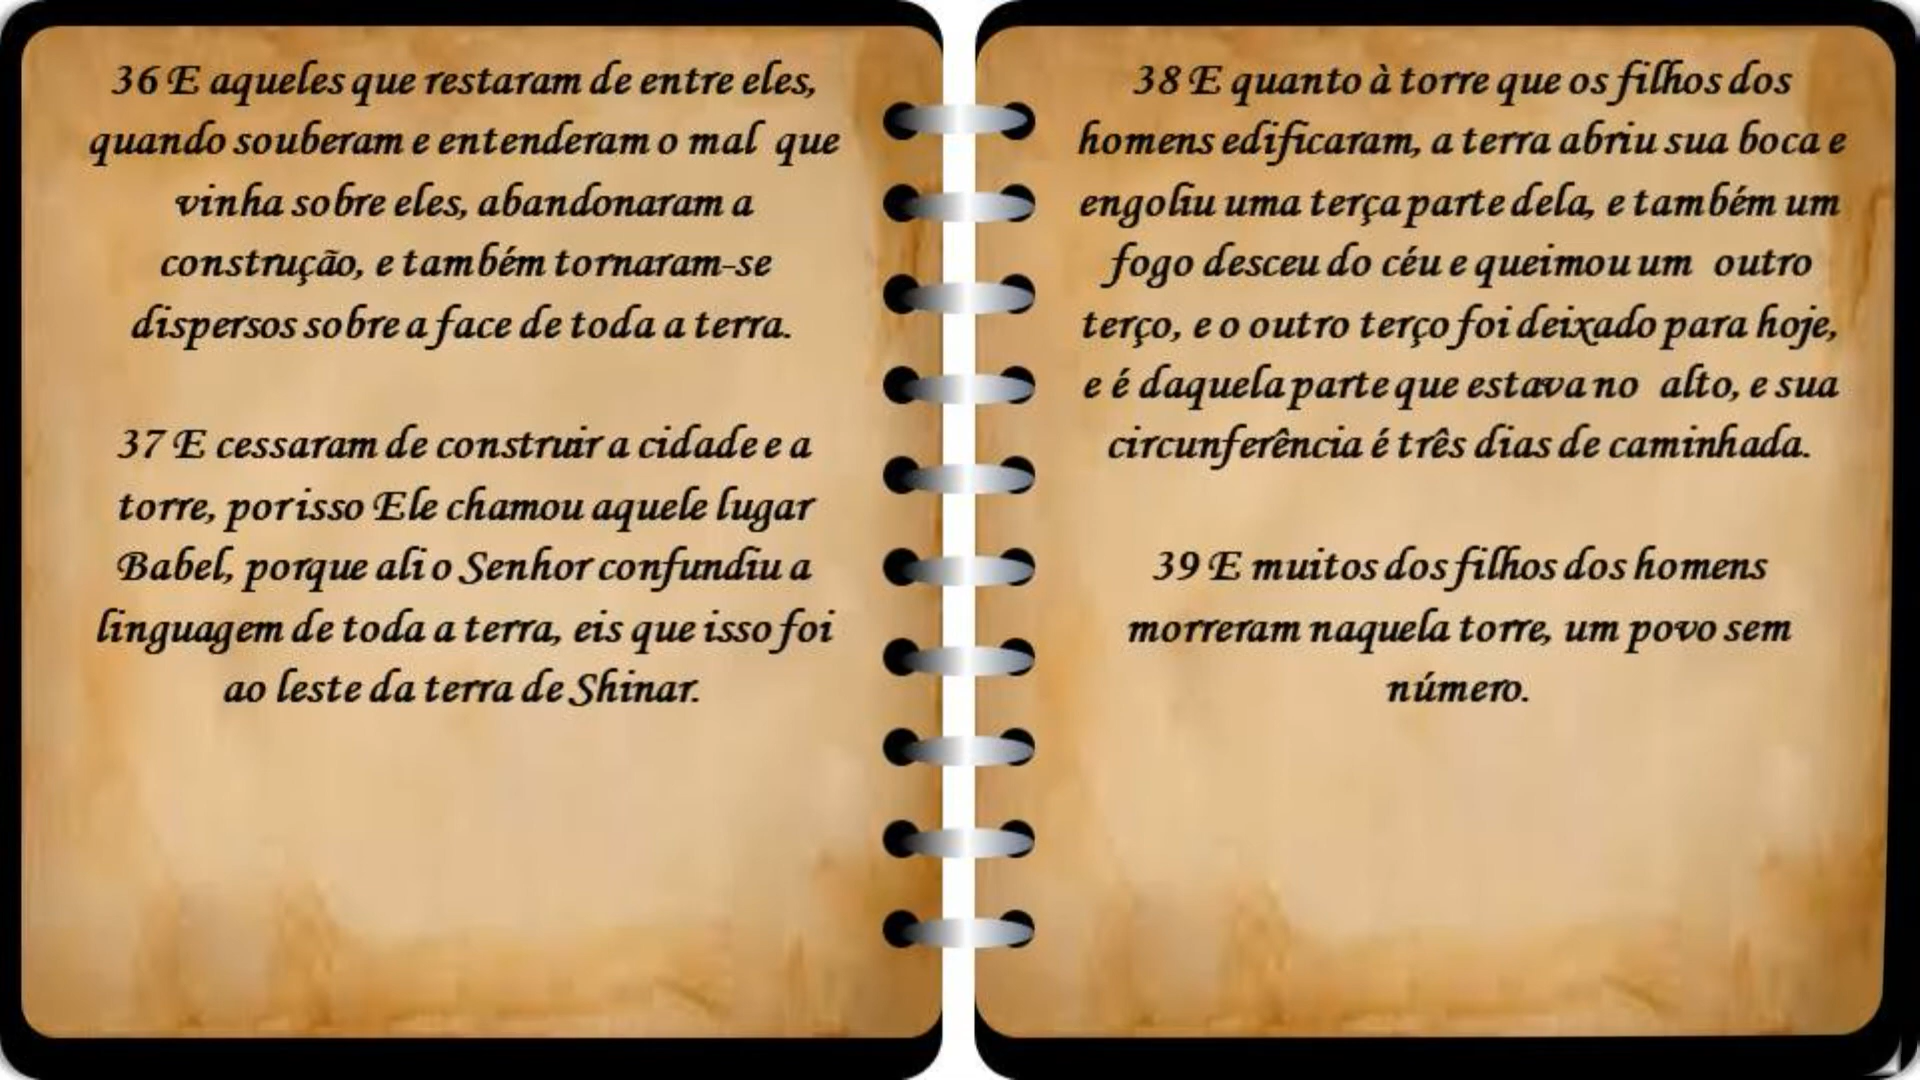 36 E aqueles que restaram de entre eles,
quando souberam e entenderam o mal que
vinha sobre eles, abandonaram a
construção, e também tornaram-se
dispersos sobre a face de toda a terra.
37 E cessaram de construir a cidade e a
torre, por isso Ele chamou aquele lugar
Babel, porque ali o Senhor confundiu a
linguagem de toda a terra, eis que isso foi
ao leste da terra de Shinar.
38 E quanto à torre que os filhos dos
homens edificaram, a terra abriu sua boca e
engoliu uma terça parte dela, e também um
fogo desceu do céu e queimou um outro
terço, e o outro terço foi deixado para hoje,
e é daquela parte que estava no alto, e sua
circunferência é três dias de caminhada.
39 E muitos dos filhos dos homens
morreram naquela torre, um povo sem
número.